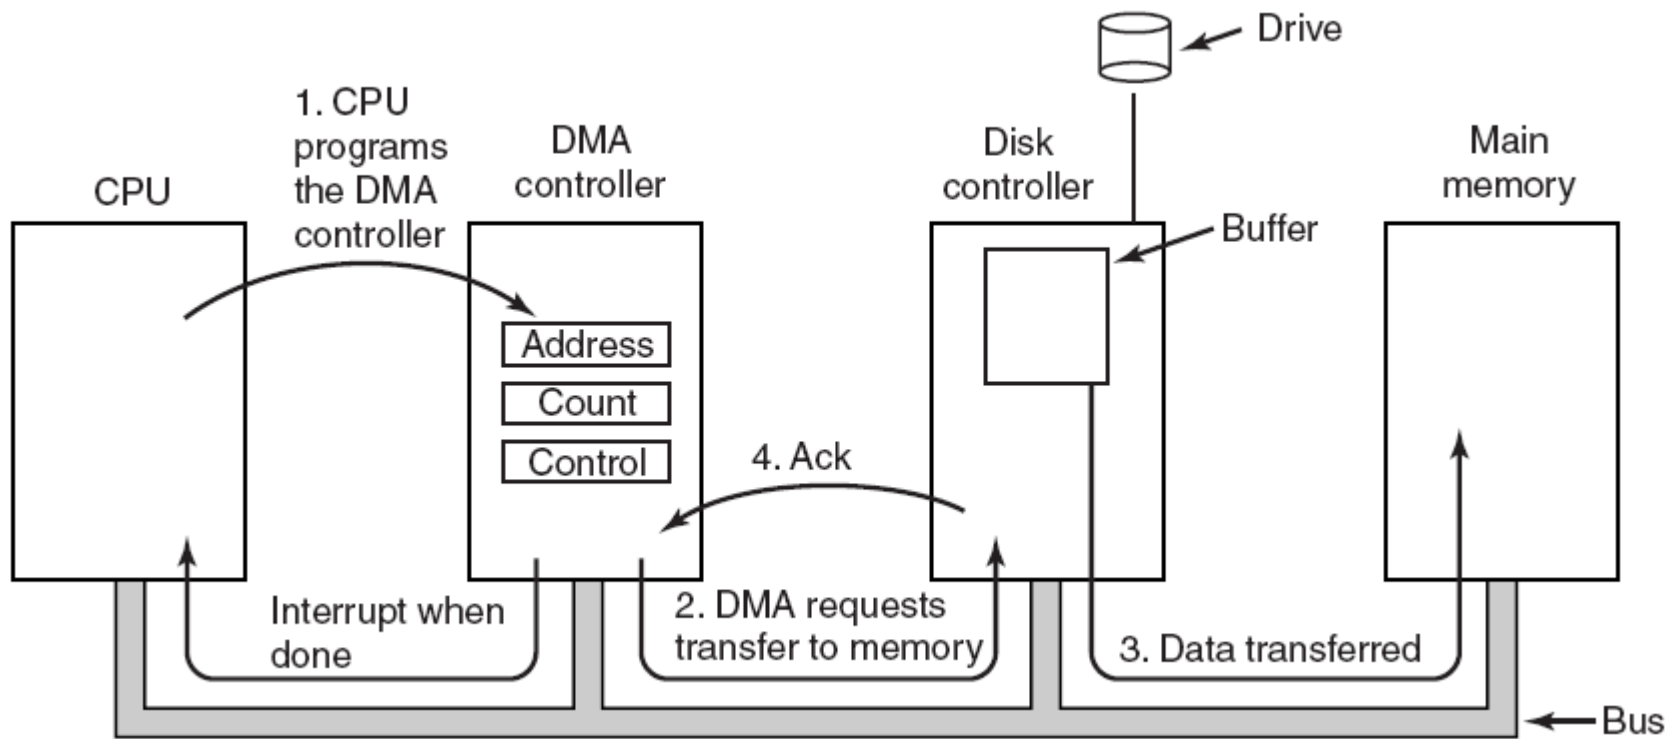 Drive
1. CPU
programs
the DMA
controller
CPU
DMA
controller
Disk
controller
Main
memory
Buffer
Address
Count
Control
4. Ack
Interrupt when
done
2. DMA requests
transfer to memory
3. Data transferred
Bus